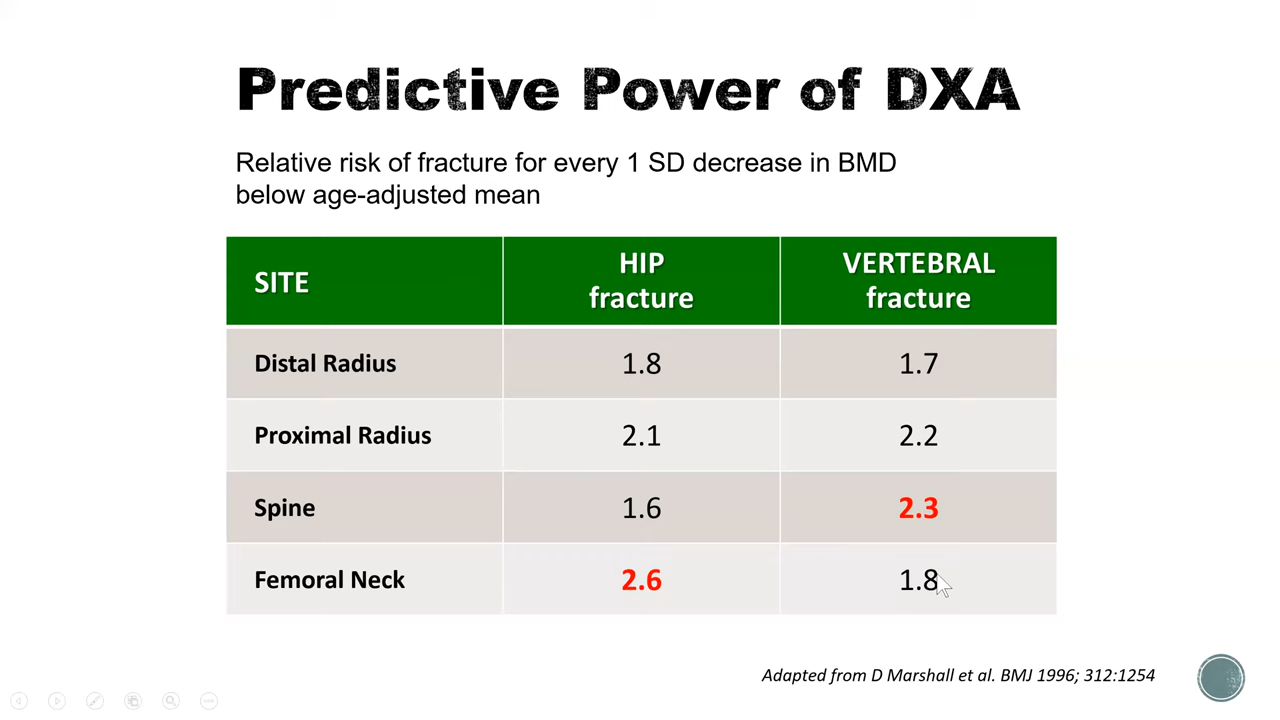 Predictive Power of DXA
Relative risk of fracture for every 1 SD decrease in BMD
below age-adjusted mean
SITE HIP fracture VERTEBRAL fracture
Distal Radius 1.8 1.7
Proximal Radius 2.1 2.2
Spine 1.6 2.3
Femoral Neck 2.6 1.8
Adapted from D Marshall et al. BMJ 1996; 312:1254